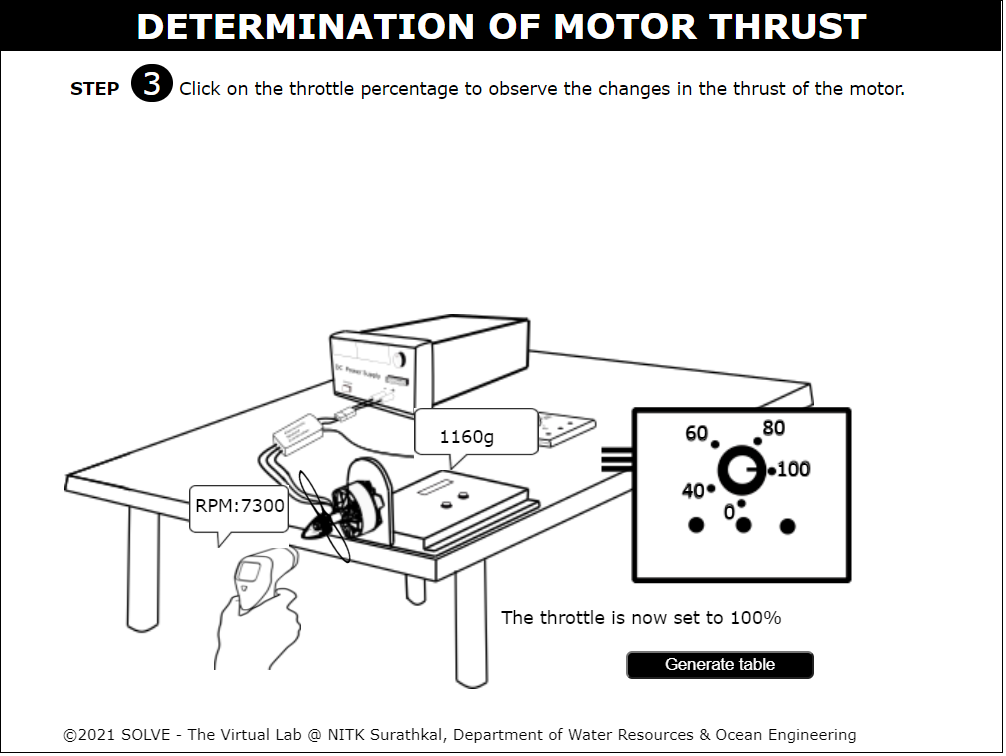 DETERMINATION OF MOTOR THRUST
STEP 3 Click on the throttle percentage to observe the changes in the thrust of the motor.
DC Power Supply
1160g
60
80
100
40
0
RPM:7300
The throttle is now set to 100%
Generate table
©2021 SOLVE - The Virtual Lab @ NITK Surathkal, Department of Water Resources & Ocean Engineering